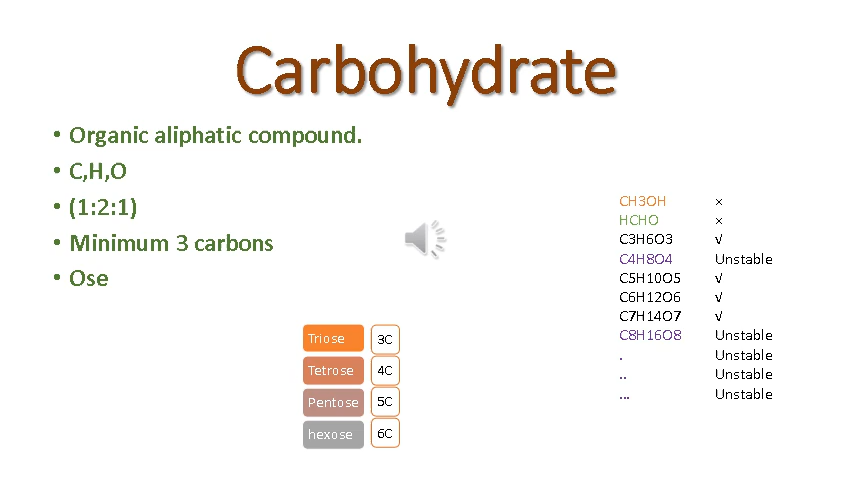 Carbohydrate
• Organic aliphatic compound.
• C,H,O
• (1:2:1)
• Minimum 3 carbons
• Ose
Triose 3C
Tetrose 4C
Pentose 5C
hexose 6C
CH3OH ×
HCHO ×
C3H6O3 √
C4H8O4 Unstable
C5H10O5 √
C6H12O6 √
C7H14O7 √
C8H16O8 Unstable
. Unstable
.. Unstable
... Unstable